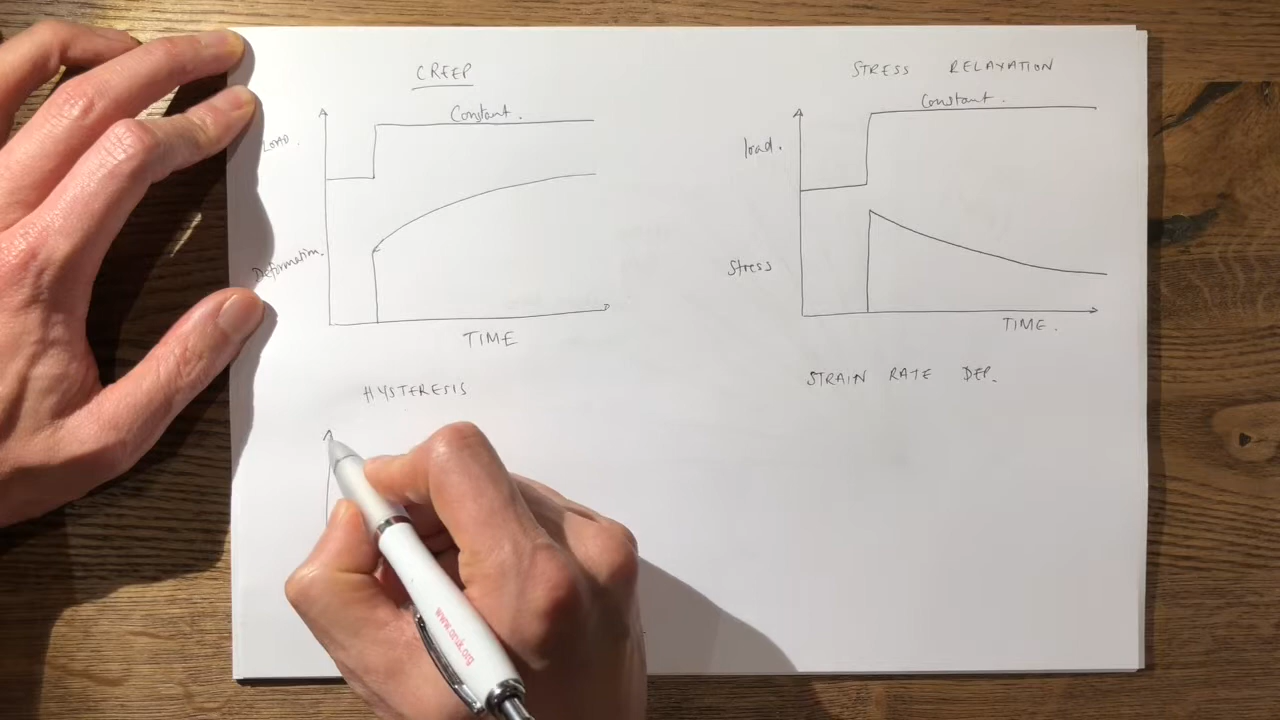 CREEP
Constant.
LOAD.
Deformation.
TIME
STRESS RELAXATION
Constant.
load.
Stress
TIME.
HYSTERESIS
STRAIN RATE DEP.